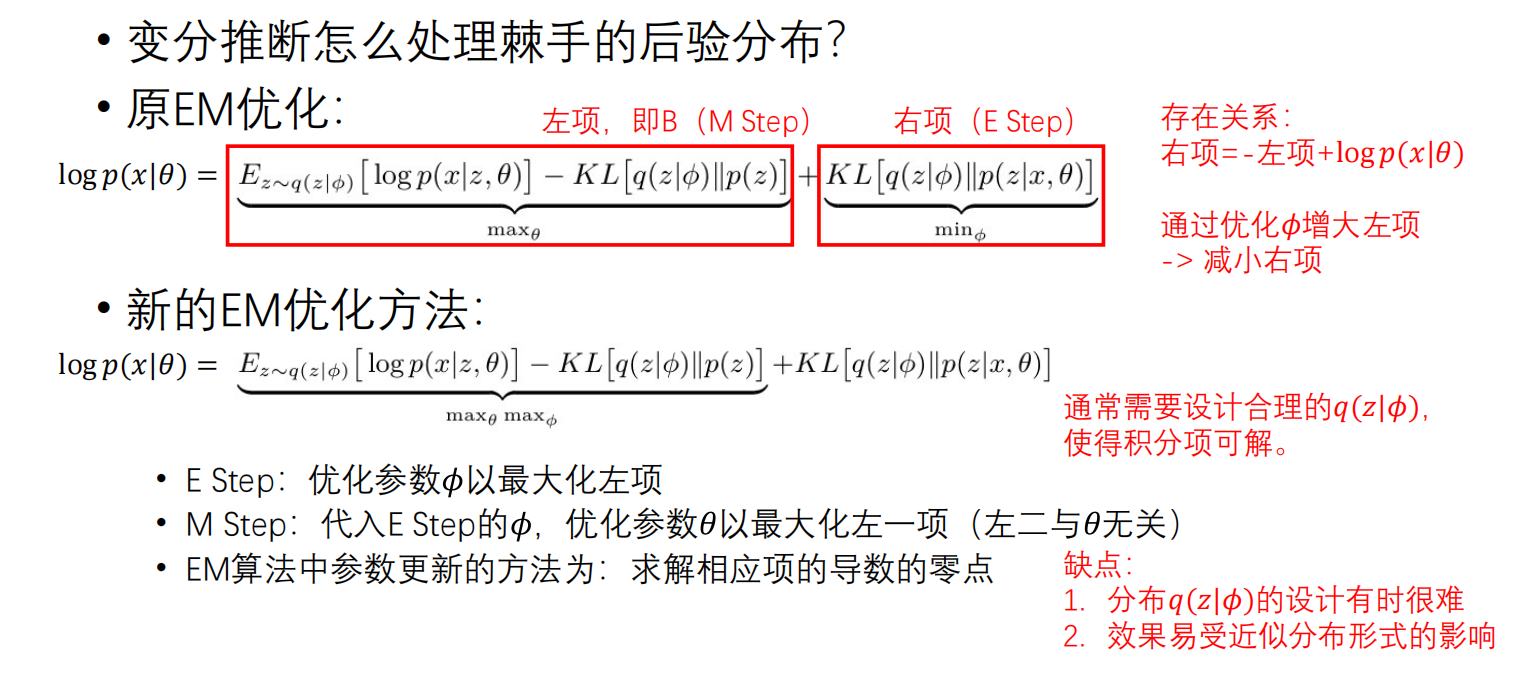 • 变分推断怎么处理棘手的后验分布？
• 原EM优化：
左项，即B（M Step）
右项（E Step）
存在关系：
右项=-左项+log p(x|θ)
log p(x|θ) = E_{z∼q(z|ϕ)}[log p(x|z, θ)] − KL[q(z|ϕ)‖p(z)] + KL[q(z|ϕ)‖p(z|x, θ)]
max_θ
min_ϕ
通过优化ϕ增大左项
-> 减小右项
• 新的EM优化方法：
log p(x|θ) = E_{z∼q(z|ϕ)}[log p(x|z, θ)] − KL[q(z|ϕ)‖p(z)] +KL[q(z|ϕ)‖p(z|x, θ)]
max_θ max_ϕ
通常需要设计合理的q(z|ϕ)，
使得积分项可解。
• E Step：优化参数ϕ以最大化左项
• M Step：代入E Step的ϕ，优化参数θ以最大化左一项（左二与θ无关）
• EM算法中参数更新的方法为：求解相应项的导数的零点
缺点：
1. 分布q(z|ϕ)的设计有时很难
2. 效果易受近似分布形式的影响